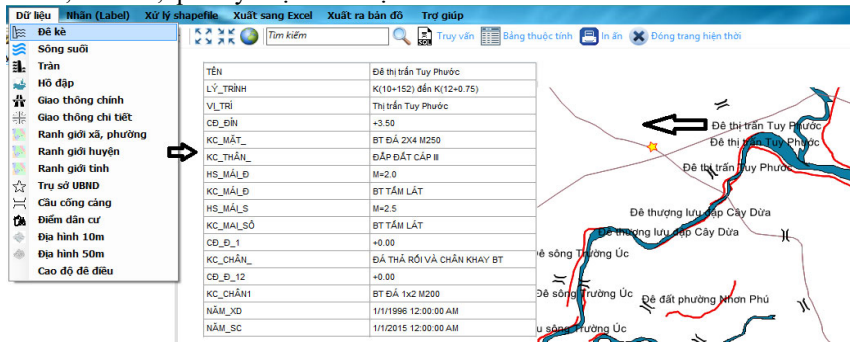 Dữ liệu Nhãn (Label) Xử lý shapefile Xuất sang Excel Xuất ra bản đồ Trợ giúp
Đê kè
Sông suối
Tràn
Hồ đập
Giao thông chính
Giao thông chi tiết
Ranh giới xã, phường
Ranh giới huyện
Ranh giới tỉnh
Trụ sở UBND
Cầu cống cảng
Điểm dân cư
Địa hình 10m
Địa hình 50m
Cao độ đê điều
Tìm kiếm SQL Truy vấn Bảng thuộc tính In ấn Đóng trang hiện thời
TÊN Đê thị trấn Tuy Phước
LÝ_TRÌNH K(10+152) đến K(12+0.75)
VỊ_TRÍ Thị trấn Tuy Phước
CĐ_ĐỈN +3.50
KC_MẶT_ BT ĐÁ 2X4 M250
KC_THÂN_ ĐẮP ĐẤT CẤP III
HS_MÁI_Đ M=2.0
KC_MÁI_Đ BT TẤM LÁT
HS_MÁI_S M=2.5
KC_MAI_SÔ BT TẤM LÁT
CĐ_Đ_1 +0.00
KC_CHÂN_ ĐÁ THẢ RỐI VÀ CHÂN KHAY BT
CĐ_Đ_12 +0.00
KC_CHÂN1 BT ĐÁ 1x2 M200
NĂM_XD 1/1/1996 12:00:00 AM
NĂM_SC 1/1/2015 12:00:00 AM
Đê thị trấn Tuy Phước
Đê thị trấn Tuy Phước
Đê thị trấn Tuy Phước
Đê thượng lưu đập Cây Dừa
Đê thượng lưu đập Cây Dừa
ê sông Trường Úc
Đê sông Trường Úc
Đê đất phường Nhơn Phú
u sông Trường Úc